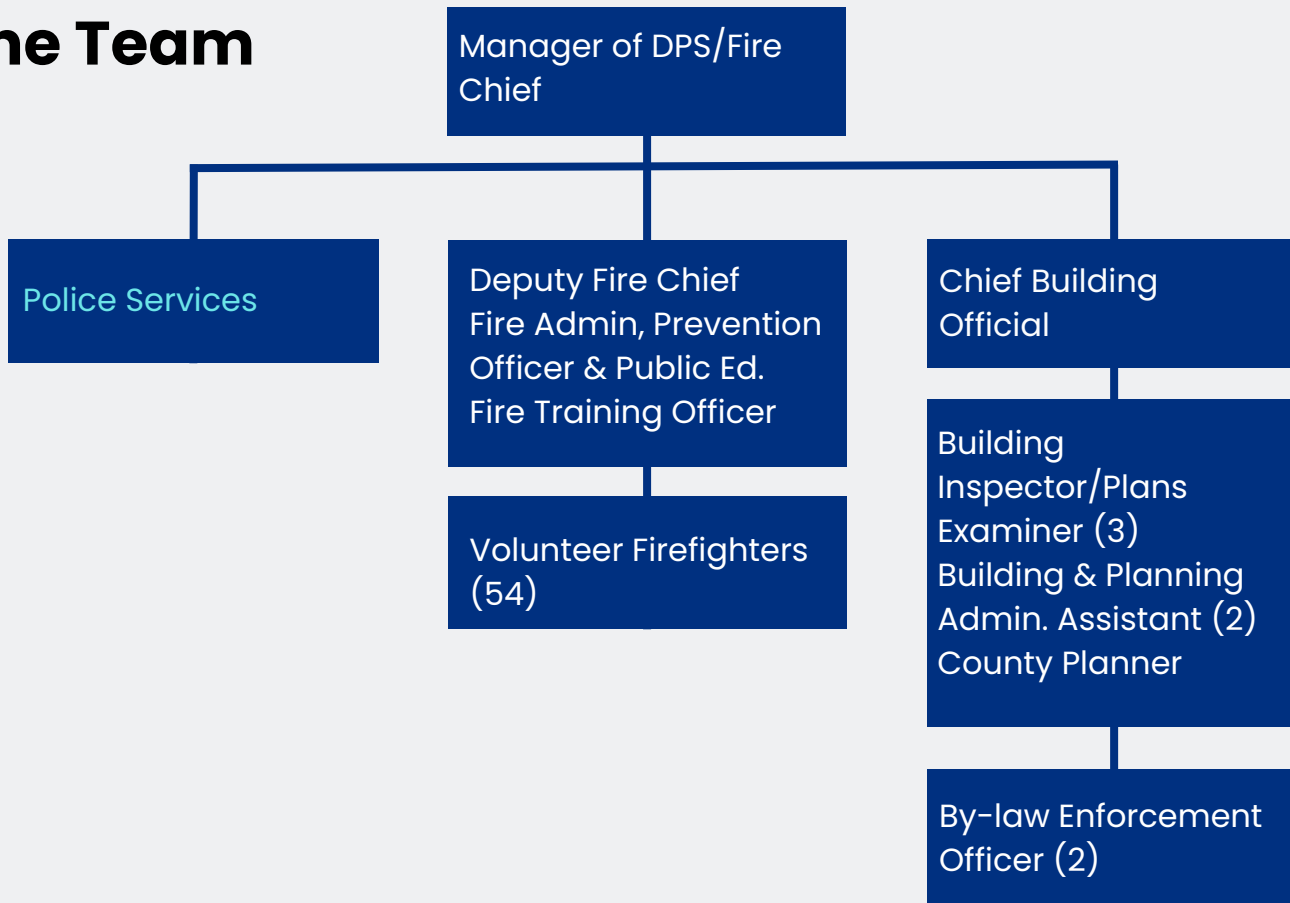 Team
Manager of DPS/Fire
Chief
Police Services
Deputy Fire Chief
Fire Admin, Prevention
Officer & Public Ed.
Fire Training Officer
Volunteer Firefighters
(54)
Chief Building
Official
Building
Inspector/Plans
Examiner (3)
Building & Planning
Admin. Assistant (2)
County Planner
By-law Enforcement
Officer (2)